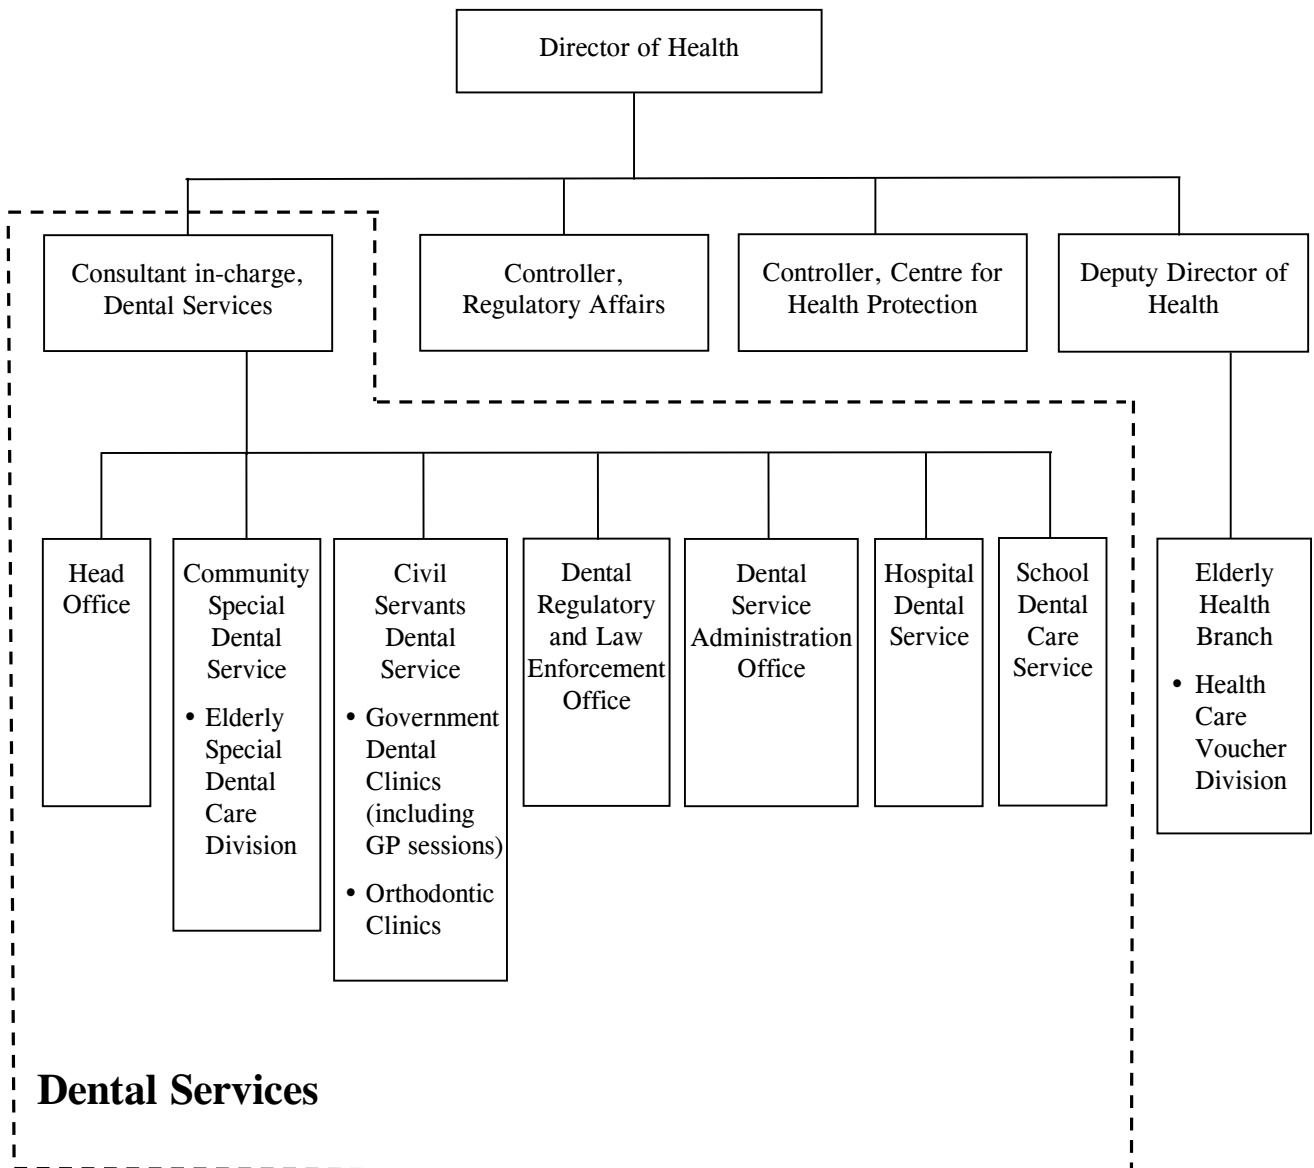 Director of Health
Consultant in-charge,
Dental Services
Controller,
Regulatory Affairs
Controller, Centre for
Health Protection
Deputy Director of
Health
Head
Office
Community
Special
Dental
Service
• Elderly
Special
Dental
Care
Division
Civil
Servants
Dental
Service
• Government
Dental
Clinics
(including
GP sessions)
• Orthodontic
Clinics
Dental
Regulatory
and Law
Enforcement
Office
Dental
Service
Administration
Office
Hospital
Dental
Service
School
Dental
Care
Service
Elderly
Health
Branch
• Health
Care
Voucher
Division
Dental Services